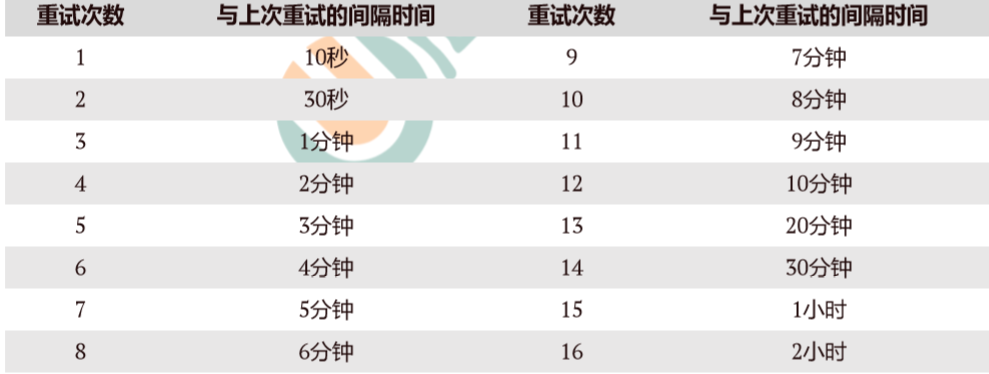 重试次数 与上次重试的间隔时间 重试次数 与上次重试的间隔时间
1 10秒 9 7分钟
2 30秒 10 8分钟
3 1分钟 11 9分钟
4 2分钟 12 10分钟
5 3分钟 13 20分钟
6 4分钟 14 30分钟
7 5分钟 15 1小时
8 6分钟 16 2小时